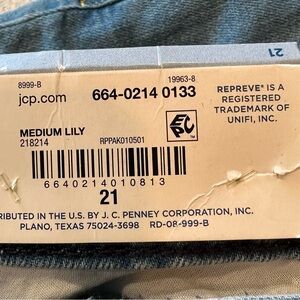 21
8999-B 19963-8
jcp.com 664-0214 0133
REPREVE® IS A
REGISTERED
TRADEMARK OF
UNIFI, INC.
MEDIUM LILY
218214 RPPAK010501
EPC
6640214010813
21
RIBUTED IN THE U.S. BY J. C. PENNEY CORPORATION, INC.
PLANO, TEXAS 75024-3698 RD-08-999-B